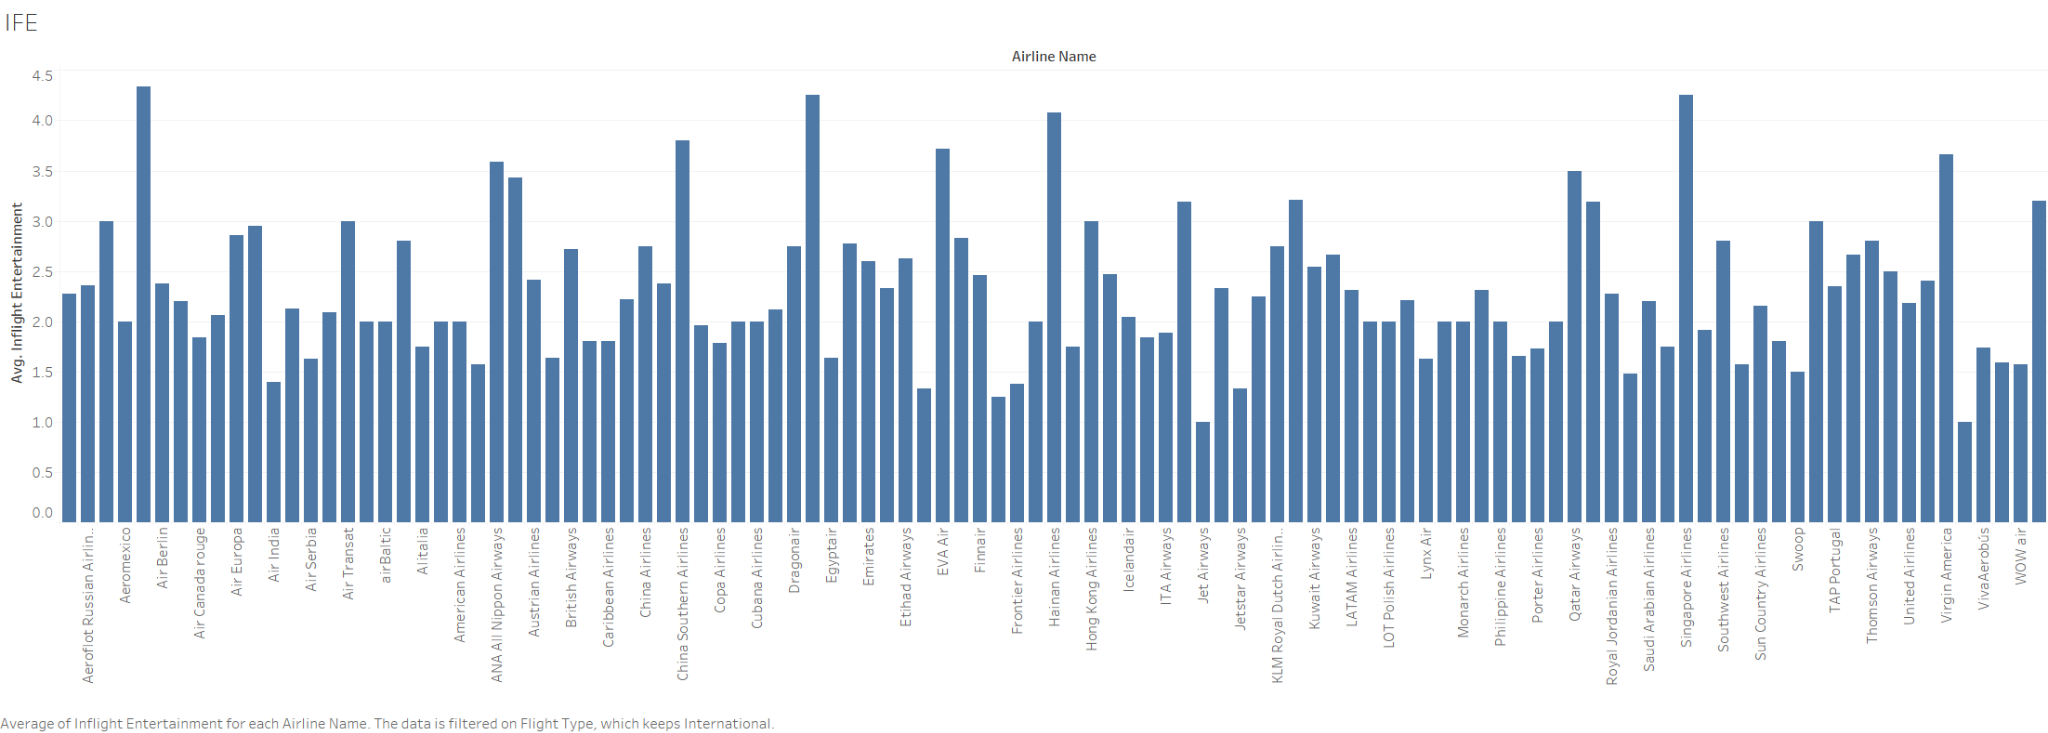 IFE
Airline Name
Avg. Inflight Entertainment
4.5
4.0
3.5
3.0
2.5
2.0
1.5
1.0
0.5
0.0
Aeroflot Russian Airlin..
Aeromexico
Air Berlin
Air Canada rouge
Air Europa
Air India
Air Serbia
Air Transat
airBaltic
Alitalia
American Airlines
ANA All Nippon Airways
Austrian Airlines
British Airways
Caribbean Airlines
China Airlines
China Southern Airlines
Copa Airlines
Cubana Airlines
Dragonair
Egyptair
Emirates
Etihad Airways
EVA Air
Finnair
Frontier Airlines
Hainan Airlines
Hong Kong Airlines
Icelandair
ITA Airways
Jet Airways
Jetstar Airways
KLM Royal Dutch Airlin..
Kuwait Airways
LATAM Airlines
LOT Polish Airlines
Lynx Air
Monarch Airlines
Philippine Airlines
Porter Airlines
Qatar Airways
Royal Jordanian Airlines
Saudi Arabian Airlines
Singapore Airlines
Southwest Airlines
Sun Country Airlines
Swoop
TAP Portugal
Thomson Airways
United Airlines
Virgin America
VivaAerobús
WOW air
Average of Inflight Entertainment for each Airline Name. The data is filtered on Flight Type, which keeps International.